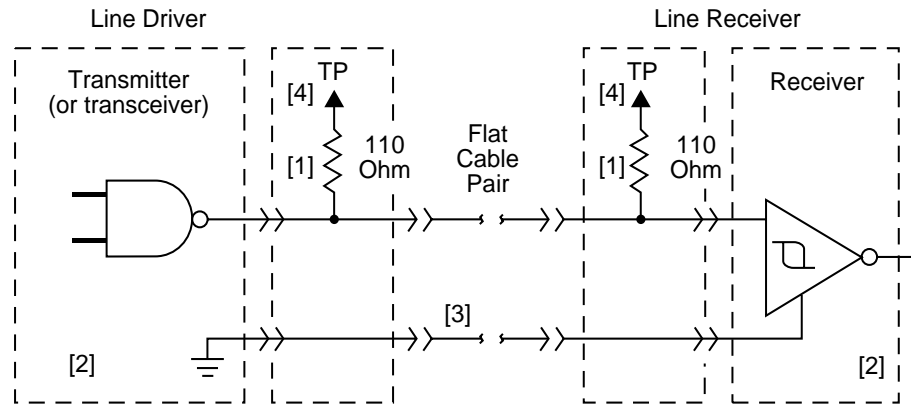 Line Driver
Line Receiver
Transmitter
(or transceiver)
TP
[4]
[1]
110
Ohm
Flat
Cable
Pair
TP
[4]
[1]
110
Ohm
Receiver
[3]
[2]
[2]